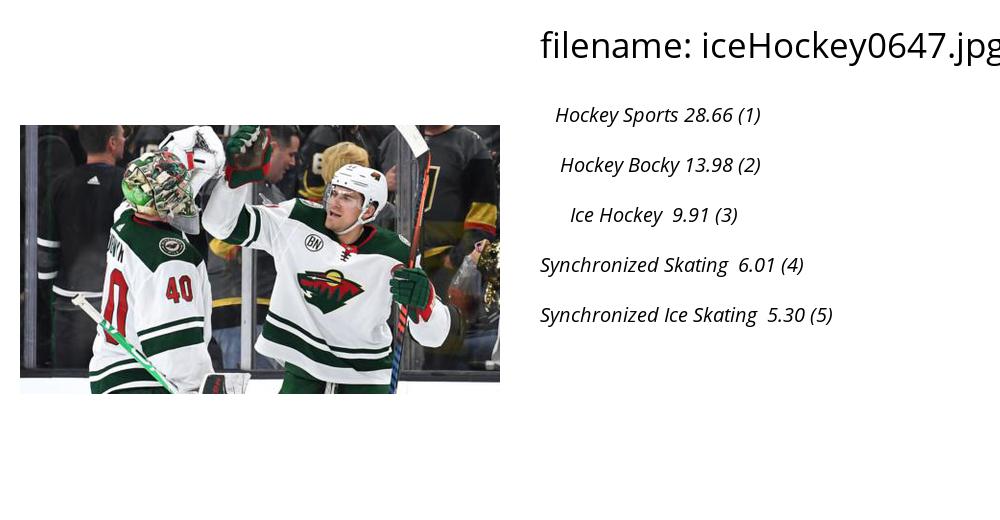 filename: iceHockey0647.jpg
Hockey Sports 28.66 (1)
Hockey Bocky 13.98 (2)
Ice Hockey 9.91 (3)
Synchronized Skating 6.01 (4)
Synchronized Ice Skating 5.30 (5)
BN
40